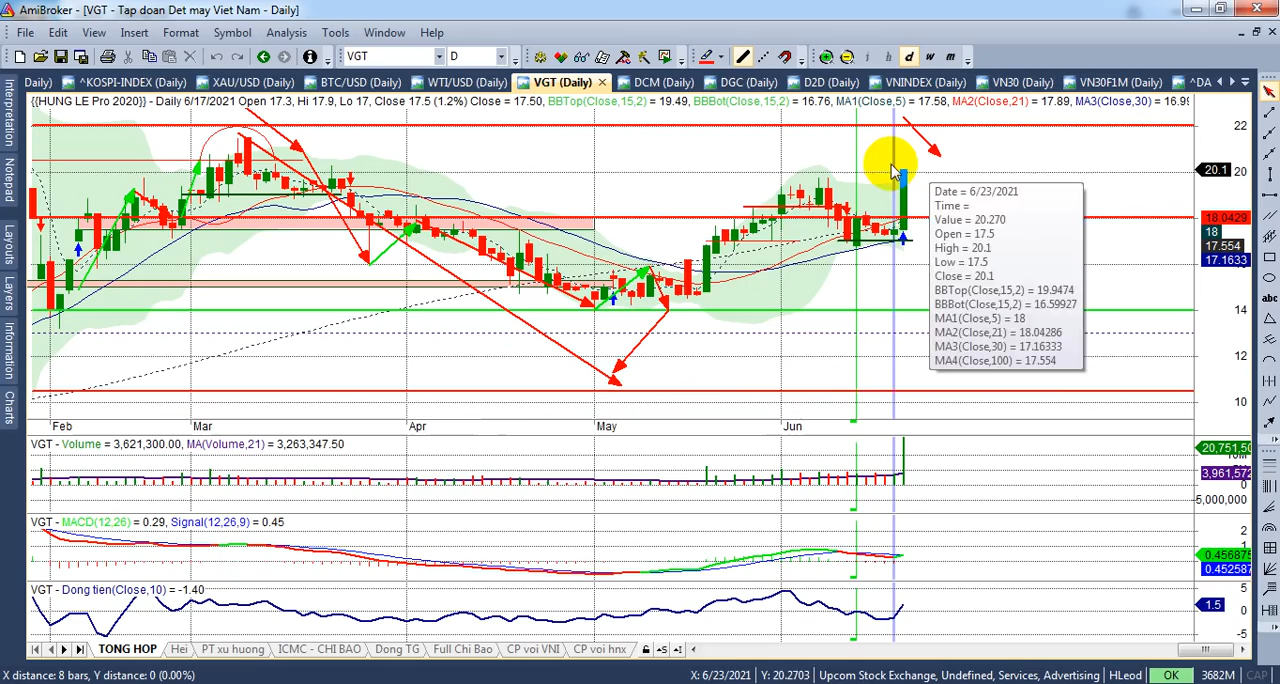 AmiBroker - [VGT - Tap doan Det may Viet Nam - Daily]
File Edit View Insert Format Symbol Analysis Tools Window Help
VGT D i h d w m
Daily) ^KOSPI-INDEX (Daily) XAU/USD (Daily) BTC/USD (Daily) WTI/USD (Daily) VGT (Daily) DCM (Daily) DGC (Daily) D2D (Daily) VNINDEX (Daily) VN30 (Daily) VN30F1M (Daily) ^DA
{{HUNG LE Pro 2020}} - Daily 6/17/2021 Open 17.3, Hi 17.9, Lo 17, Close 17.5 (1.2%) Close = 17.50, BBTop(Close,15,2) = 19.49, BBBot(Close,15,2) = 16.76, MA1(Close,5) = 17.58, MA2(Close,21) = 17.89, MA3(Close,30) = 16.99
Interpretation
Notepad
Layouts
Layers
Information
Charts
22
20.1
20
18.0429
18
17.554
17.1633
14
12
10
Date = 6/23/2021
Time =
Value = 20.270
Open = 17.5
High = 20.1
Low = 17.5
Close = 20.1
BBTop(Close,15,2) = 19.9474
BBBot(Close,15,2) = 16.59927
MA1(Close,5) = 18
MA2(Close,21) = 18.04286
MA3(Close,30) = 17.16333
MA4(Close,100) = 17.554
abc
Feb Mar Apr May Jun
VGT - Volume = 3,621,300.00, MA(Volume,21) = 3,263,347.50
20,751,50
3,961,572
5,000,000
VGT - MACD(12,26) = 0.29, Signal(12,26,9) = 0.45
2
1
0.456875
0.452587
VGT - Dong tien(Close,10) = -1.40
5
1.5
0
-5
TONG HOP Hei PT xu huong ICMC - CHI BAO Dong TG Full Chi Bao CP voi VNI CP voi hnx
X distance: 8 bars, Y distance: 0 (0.00%) X: 6/23/2021 Y: 20.2703 Upcom Stock Exchange, Undefined, Services, Advertising HLeod OK 3682M CAP